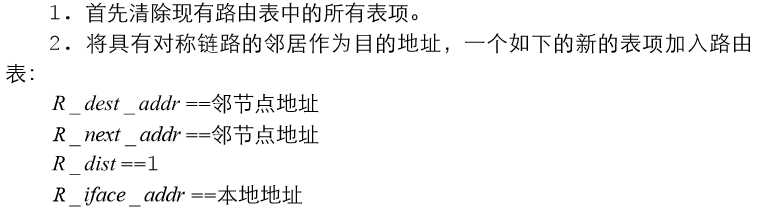 1．首先清除现有路由表中的所有表项。
2．将具有对称链路的邻居作为目的地址，一个如下的新的表项加入路由
表：
R_dest_addr==邻节点地址
R_next_addr==邻节点地址
R_dist==1
R_iface_addr==本地地址